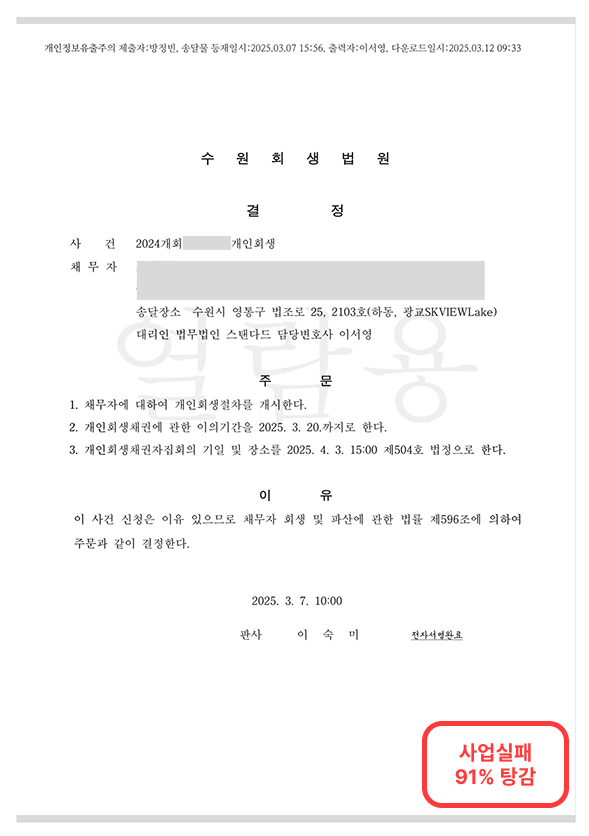 개인정보유출주의 제출자:방정빈, 송달물 등재일시:2025.03.07 15:56, 출력자:이서영, 다운로드일시:2025.03.12 09:33
수 원 회 생 법 원
결 정
사 건 2024개회 개인회생
채 무 자
송달장소 수원시 영통구 법조로 25, 2103호(하동, 광교SKVIEWLake)
대리인 법무법인 스탠다드 담당변호사 이서영
열람용
주 문
1. 채무자에 대하여 개인회생절차를 개시한다.
2. 개인회생채권에 관한 이의기간을 2025. 3. 20.까지로 한다.
3. 개인회생채권자집회의 기일 및 장소를 2025. 4. 3. 15:00 제504호 법정으로 한다.
이 유
이 사건 신청은 이유 있으므로 채무자 회생 및 파산에 관한 법률 제596조에 의하여
주문과 같이 결정한다.
2025. 3. 7. 10:00
판사 이 숙 미 전자서명완료
사업실패
91% 탕감